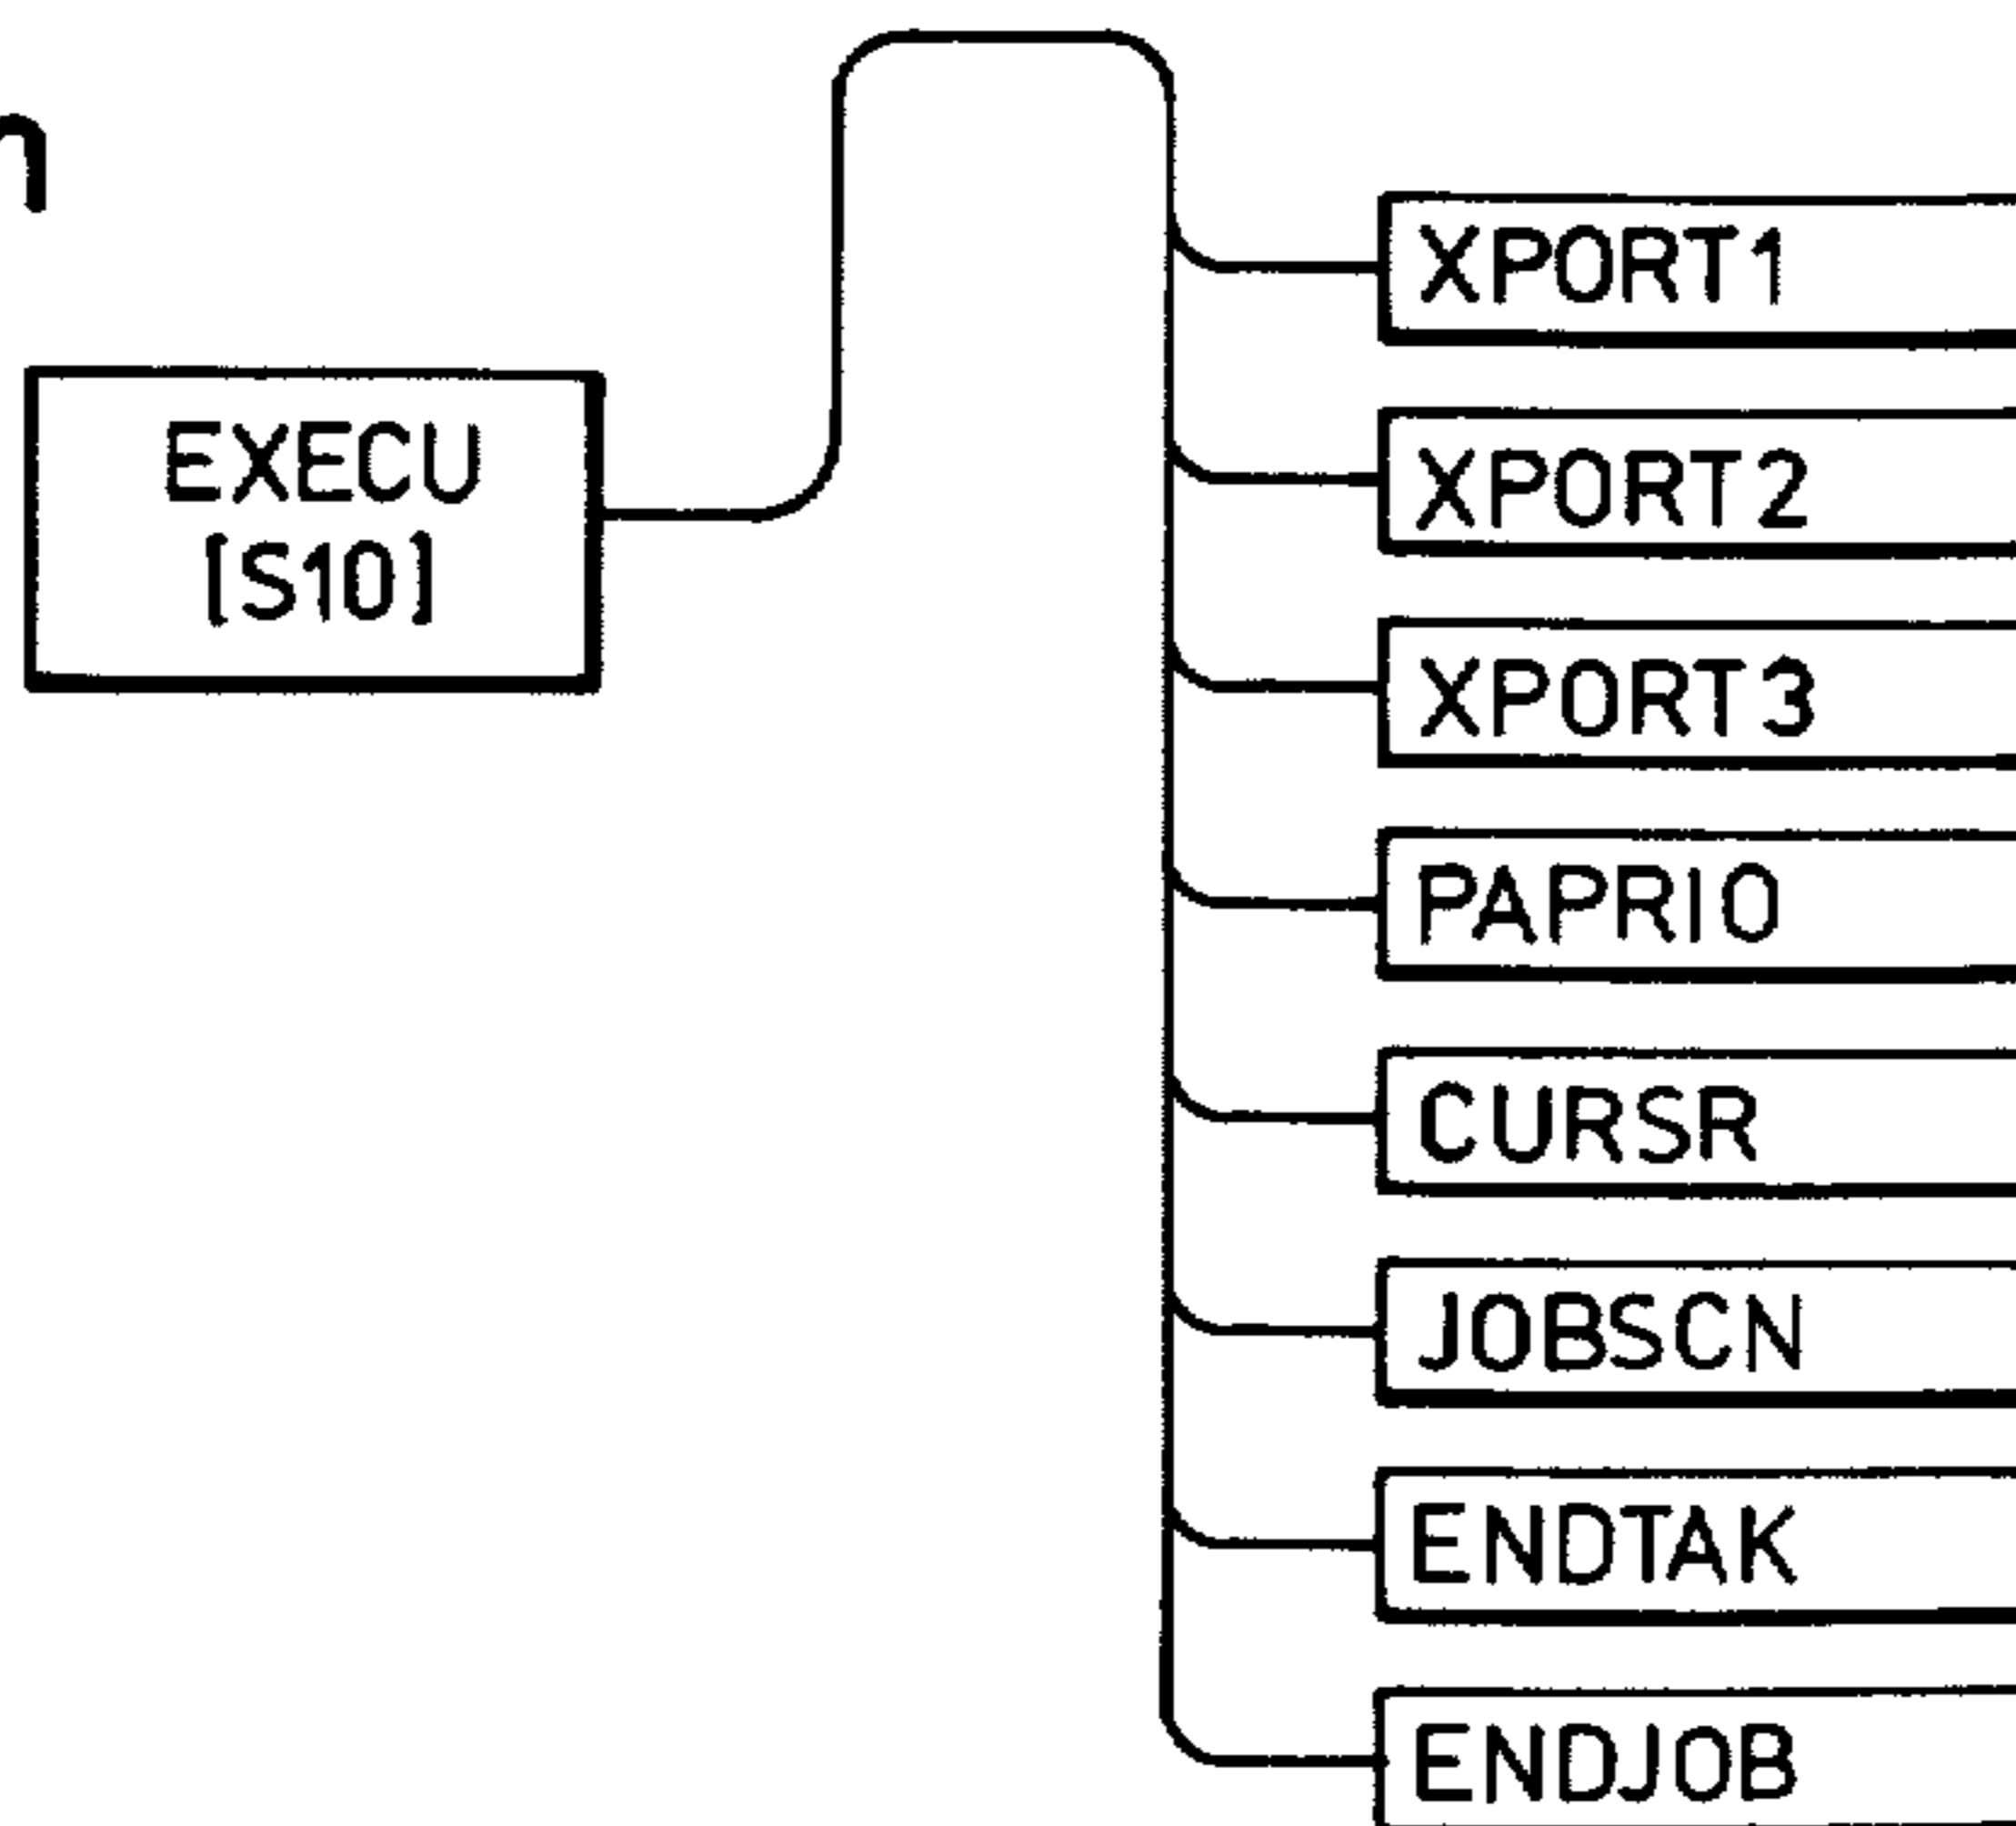 EXECU
[S10]
XPORT1
XPORT2
XPORT3
PAPRIO
CURSR
JOBSCN
ENDTAK
ENDJOB